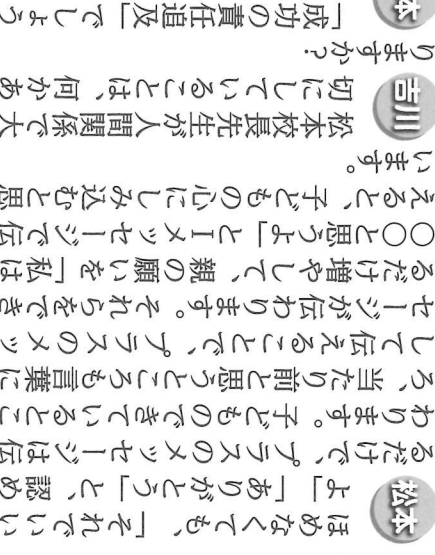 松本
ほめなくても、「それでいい
よ」「ありがとう」と、認め
るだけで、プラスのメッセージは伝
わります。子どものできているとこ
ろ、当たり前と思うところも言葉に
して伝えることで、プラスのメッ
セージが伝わります。それらをでき
るだけ増やして、親の願いを「私は
○○と思うよ」とIメッセージで伝
えると、子どもの心にしみ込むと思
います。
吉川
松本校長先生が人間関係で大
切にしていることは、何かあ
りますか?
本
「成功の責任追及」でしょう